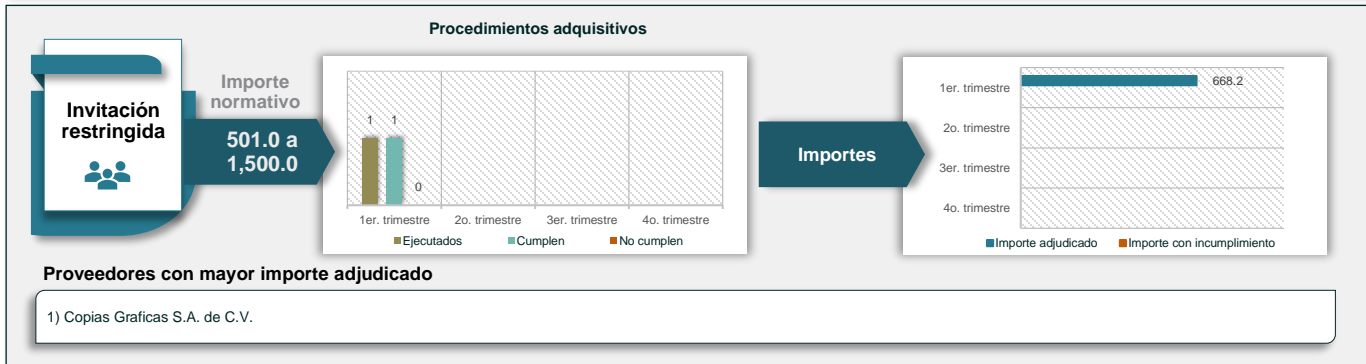 Procedimientos adquisitivos
Invitación
restringida
Importe
normativo
501.0 a
1,500.0
1 1
0
1er. trimestre 2o. trimestre 3er. trimestre 4o. trimestre
Ejecutados Cumplen No cumplen
Importes
1er. trimestre 668.2
2o. trimestre
3er. trimestre
4o. trimestre
Importe adjudicado Importe con incumplimiento
Proveedores con mayor importe adjudicado
1) Copias Graficas S.A. de C.V.